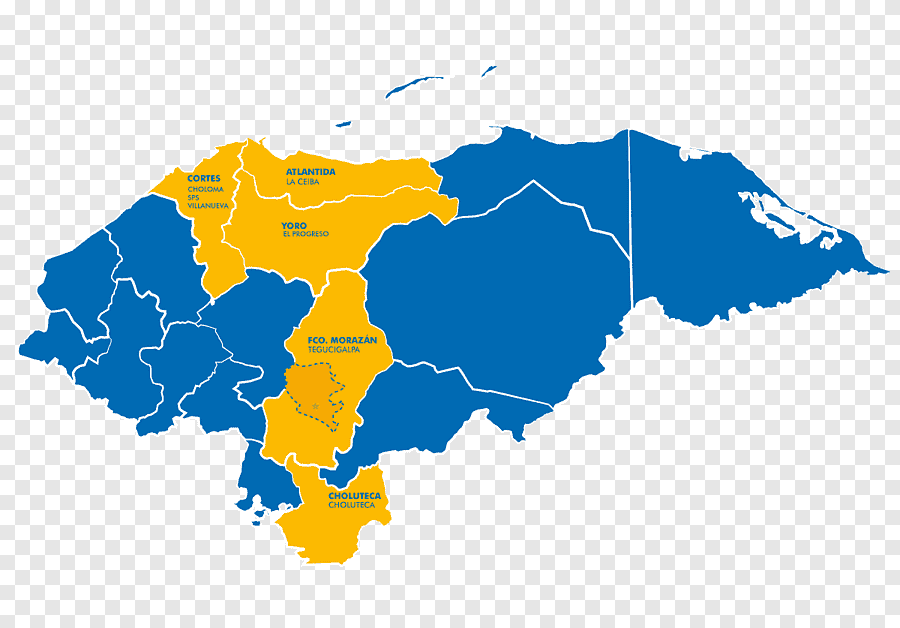 CORTES
CHOLOMA
SPS
VILLANUEVA
ATLANTIDA
LA CEIBA
YORO
EL PROGRESO
FCO. MORAZÁN
TEGUCIGALPA
CHOLUTECA
CHOLUTECA